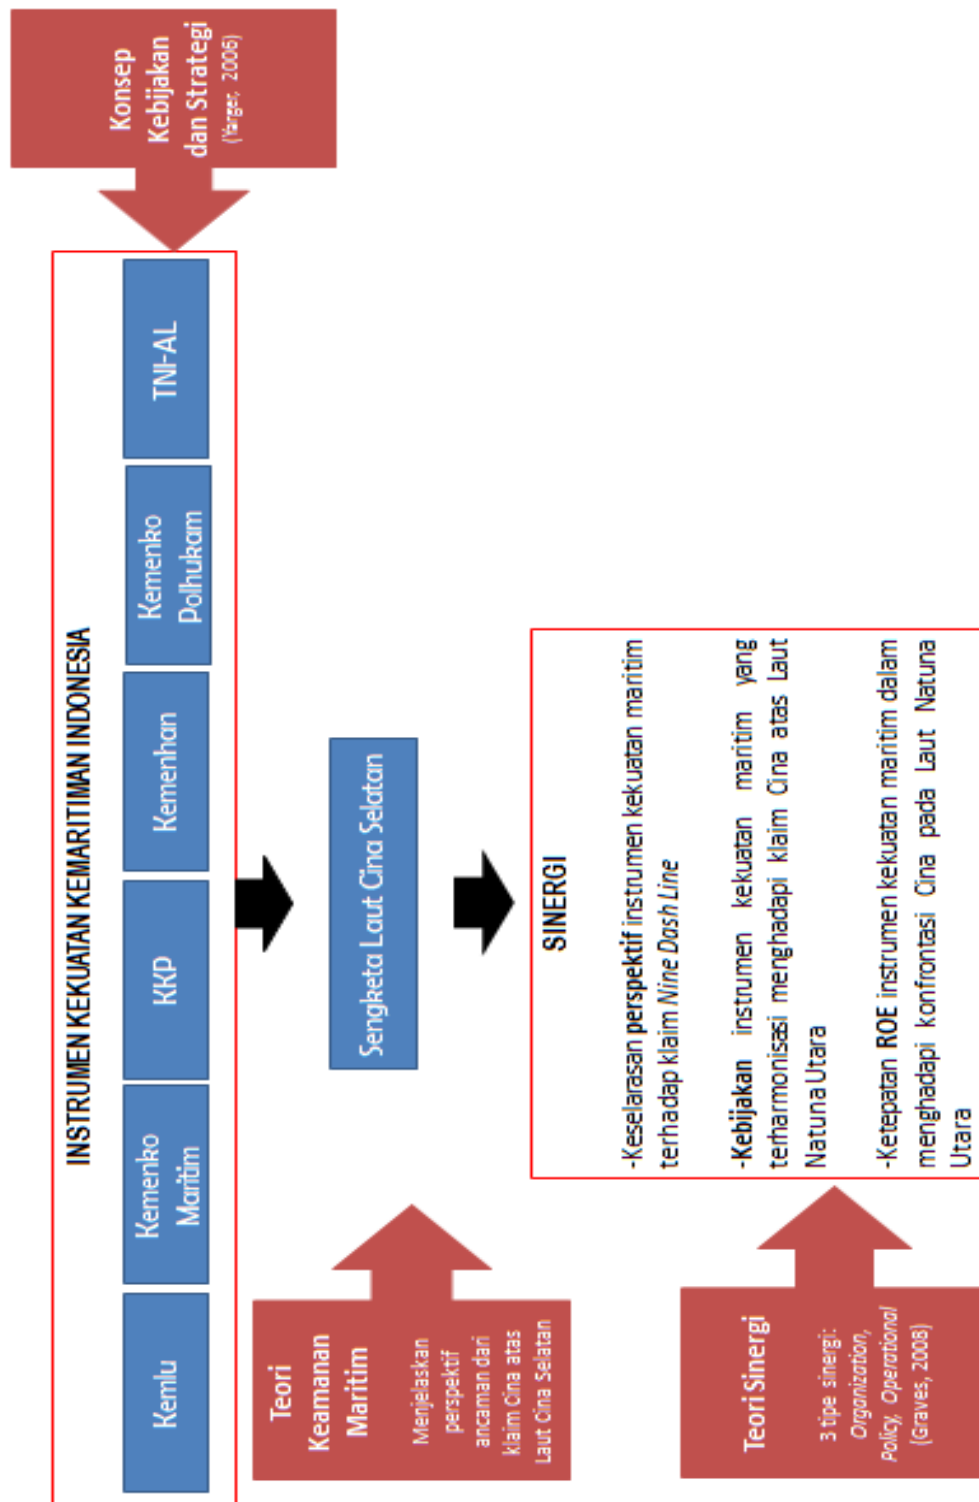 INSTRUMEN KEKUATAN KEMARITIMAN INDONESIA
Kemlu
Kemenko
Maritim
KKP
Kemenhan
Kemenko
Polhukam
TNI-AL
Konsep
Kebijakan
dan Strategi
(Yarger, 2006)
Teori
Keamanan
Maritim
Menjelaskan
perspektif
ancaman dari
klaim Cina atas
Laut Cina Selatan
Sengketa Laut Cina Selatan
Teori Sinergi
3 tipe sinergi:
Organization,
Policy, Operational
(Graves, 2008)
SINERGI
-Keselarasan perspektif instrumen kekuatan maritim
terhadap klaim Nine Dash Line
-Kebijakan instrumen kekuatan maritim yang
terharmonisasi menghadapi klaim Cina atas Laut
Natuna Utara
-Ketepatan ROE instrumen kekuatan maritim dalam
menghadapi konfrontasi Cina pada Laut Natuna
Utara